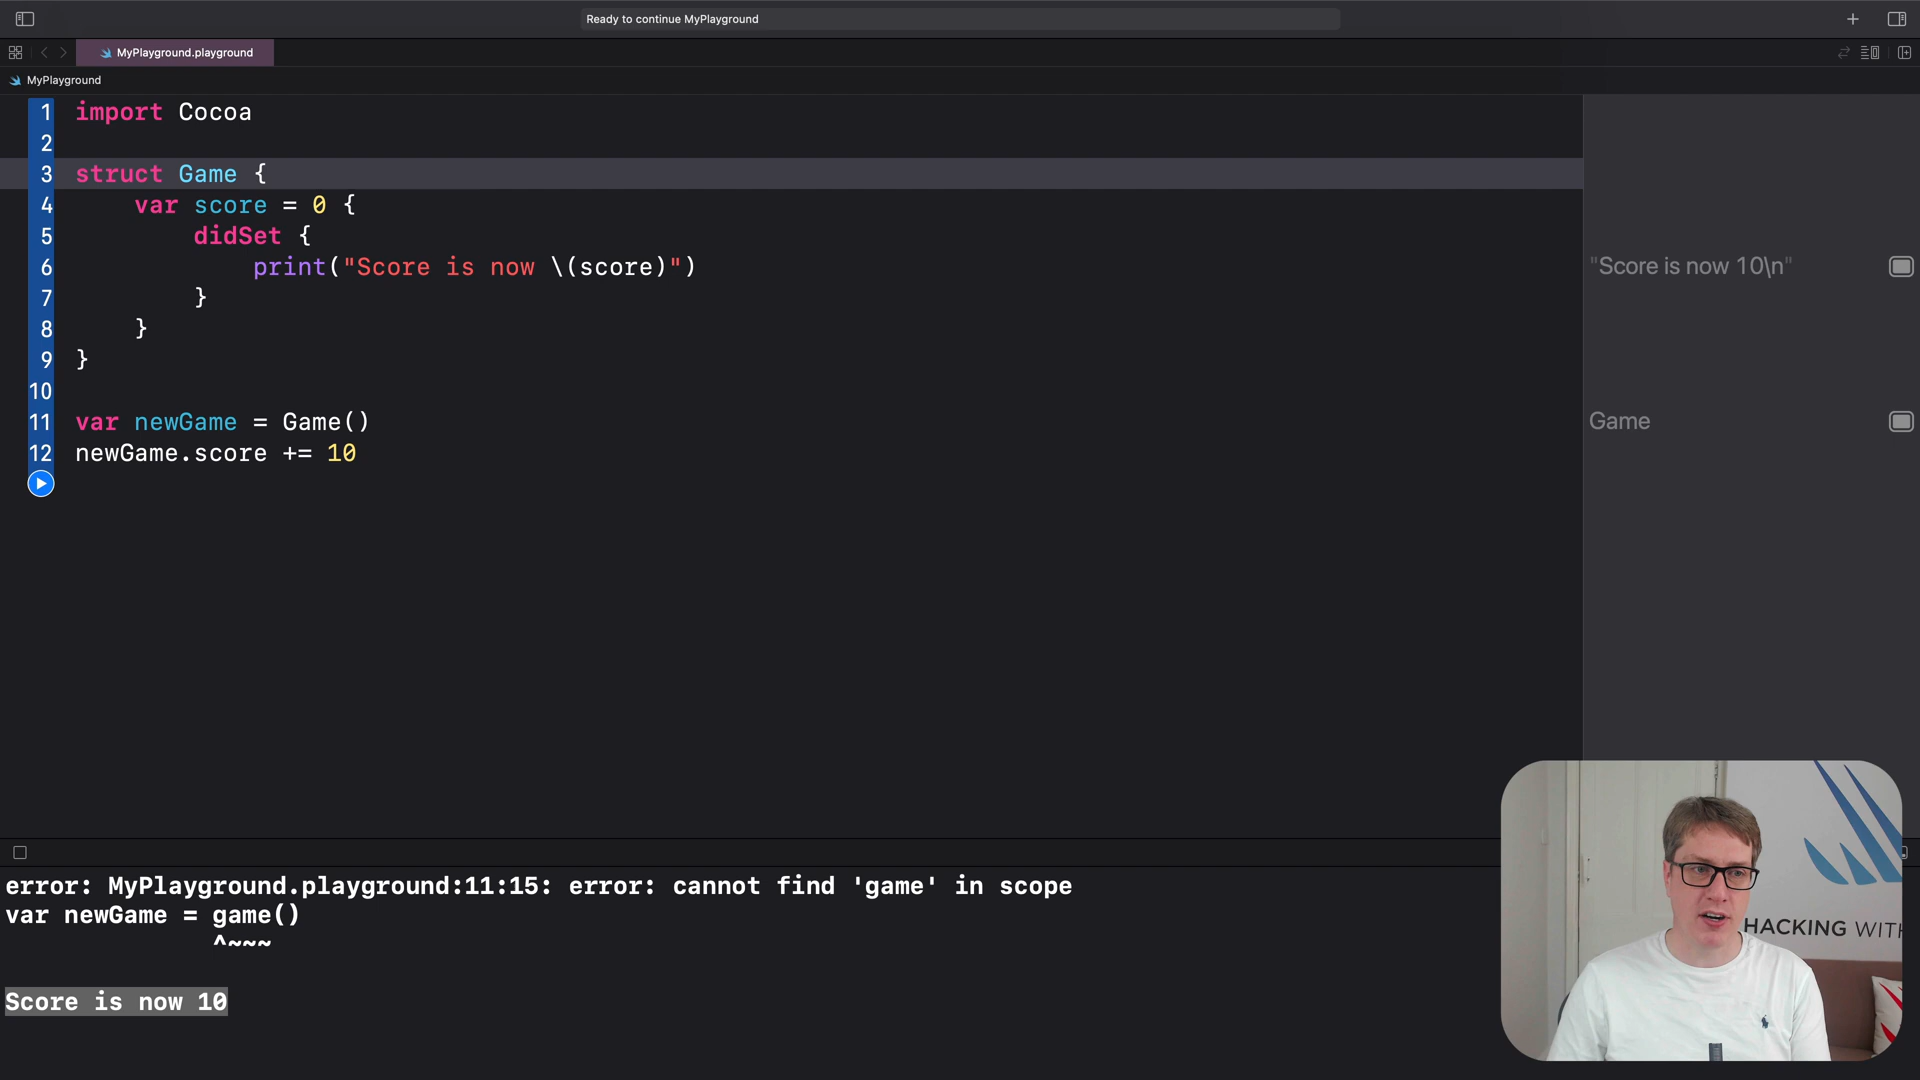 Ready to continue MyPlayground
MyPlayground.playground
MyPlayground
1 import Cocoa
2
3 struct Game {
4 var score = 0 {
5 didSet {
6 print("Score is now \(score)")
7 }
8 }
9 }
10
11 var newGame = Game()
12 newGame.score += 10
"Score is now 10\n"
Game
error: MyPlayground.playground:11:15: error: cannot find 'game' in scope
var newGame = game()
^~~~
Score is now 10
HACKING WITH